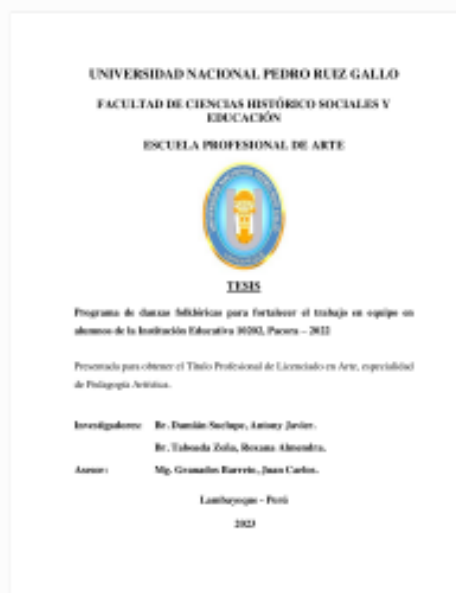 UNIVERSIDAD NACIONAL PEDRO RUIZ GALLO
FACULTAD DE CIENCIAS HISTÓRICO SOCIALES Y
EDUCACIÓN
ESCUELA PROFESIONAL DE ARTE
TESIS
Programa de danzas folklóricas para fortalecer el trabajo en equipo en
alumnos de la Institución Educativa 10202, Pacora – 2022
Presentada para obtener el Título Profesional de Licenciado en Arte, especialidad
de Pedagogía Artística.
Investigadores: Br. Damián Suclupe, Antony Javier.
Br. Taboada Zeña, Roxana Almendra.
Asesor: Mg. Granados Barreto, Juan Carlos.
Lambayeque - Perú
2023